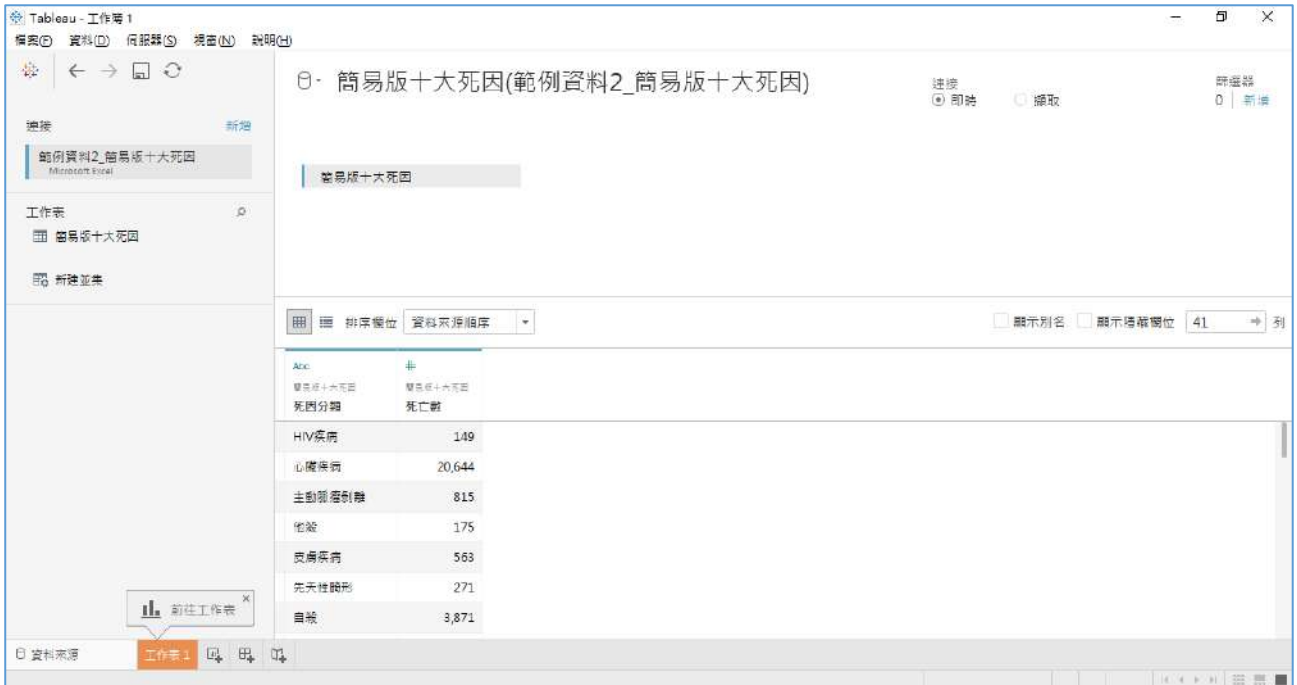 Tableau - 工作簿 1
檔案(F) 資料(D) 伺服器(S) 視窗(N) 說明(H)
簡易版十大死因(範例資料2_簡易版十大死因)
連接
即時 擷取
篩選器
0 新增
連接 新增
範例資料2_簡易版十大死因
Microsoft Excel
工作表
簡易版十大死因
新建並集
簡易版十大死因
排序欄位 資料來源順序
顯示別名 顯示隱藏欄位 41 列
Abc #
簡易版十大死因 簡易版十大死因
死因分類 死亡數
HIV疾病 149
心臟疾病 20,644
主動脈瘤剝離 815
他殺 175
皮膚疾病 563
先天性畸形 271
自殺 3,871
前往工作表
資料來源 工作表 1